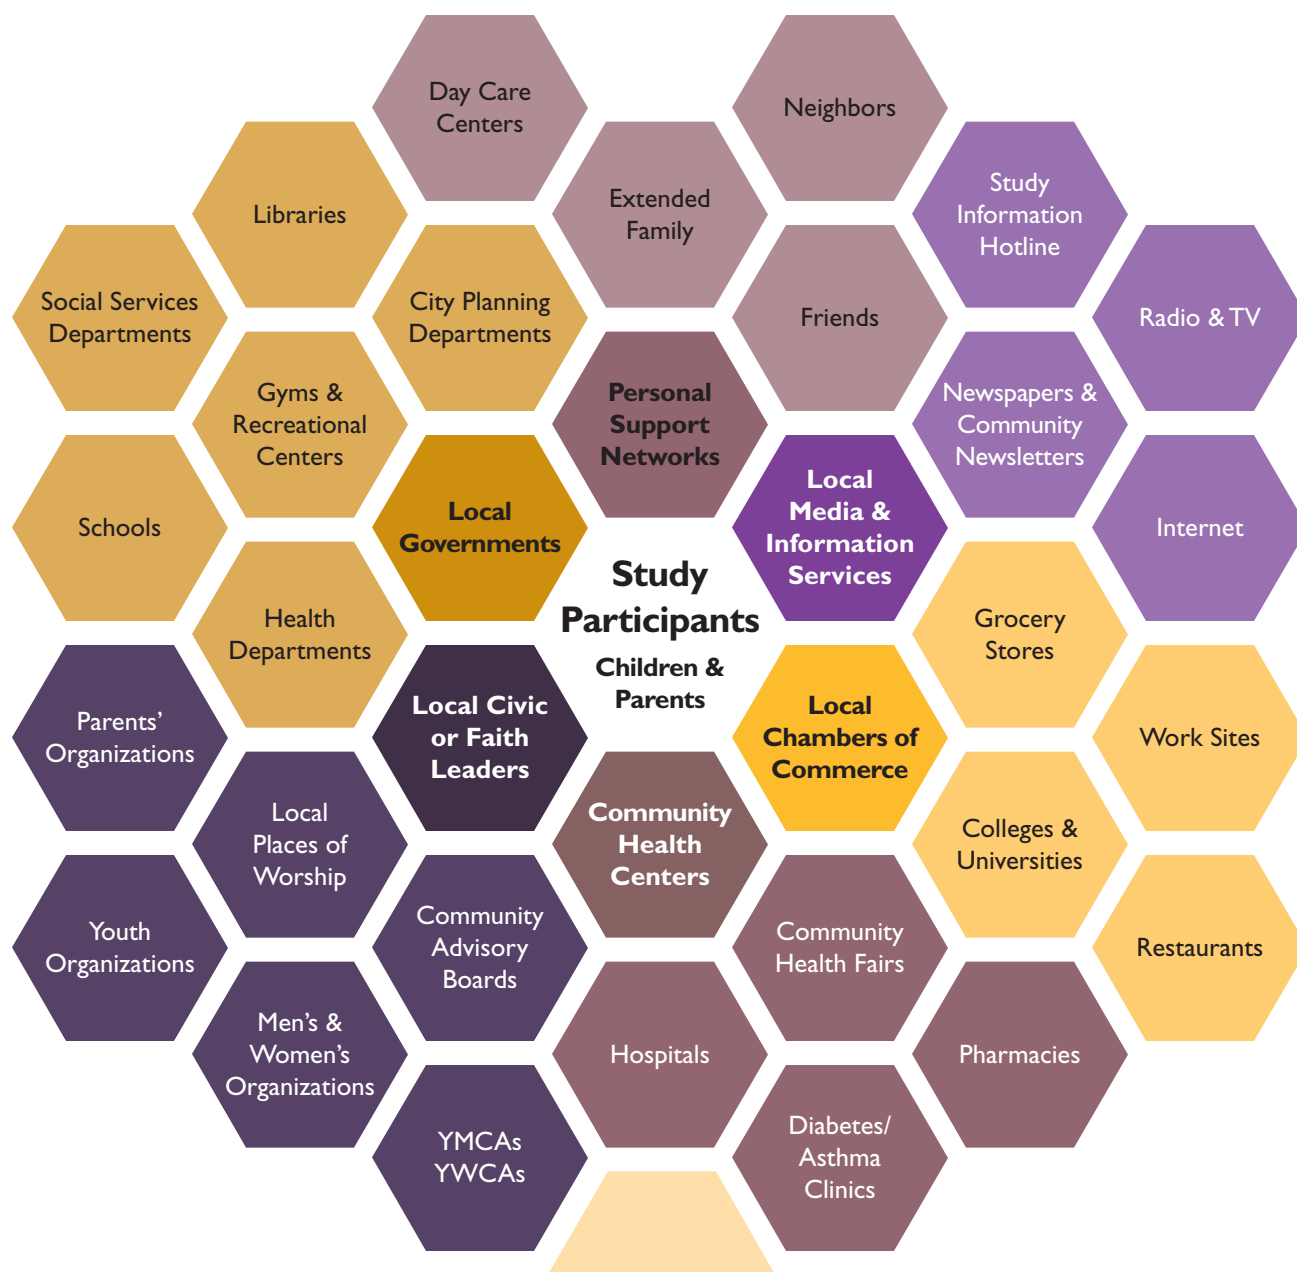 Day Care
Centers
Neighbors
Libraries
Extended
Family
Study
Information
Hotline
Social Services
Departments
City Planning
Departments
Friends
Radio & TV
Gyms &
Recreational
Centers
Personal
Support
Networks
Newspapers &
Community
Newsletters
Schools
Local
Governments
Local
Media &
Information
Services
Internet
Study
Participants
Children &
Parents
Health
Departments
Grocery
Stores
Parents’
Organizations
Local Civic
or Faith
Leaders
Local
Chambers of
Commerce
Work Sites
Local
Places of
Worship
Community
Health
Centers
Colleges &
Universities
Youth
Organizations
Community
Advisory
Boards
Community
Health Fairs
Restaurants
Men’s &
Women’s
Organizations
Hospitals
Pharmacies
YMCAs
YWCAs
Diabetes/
Asthma
Clinics